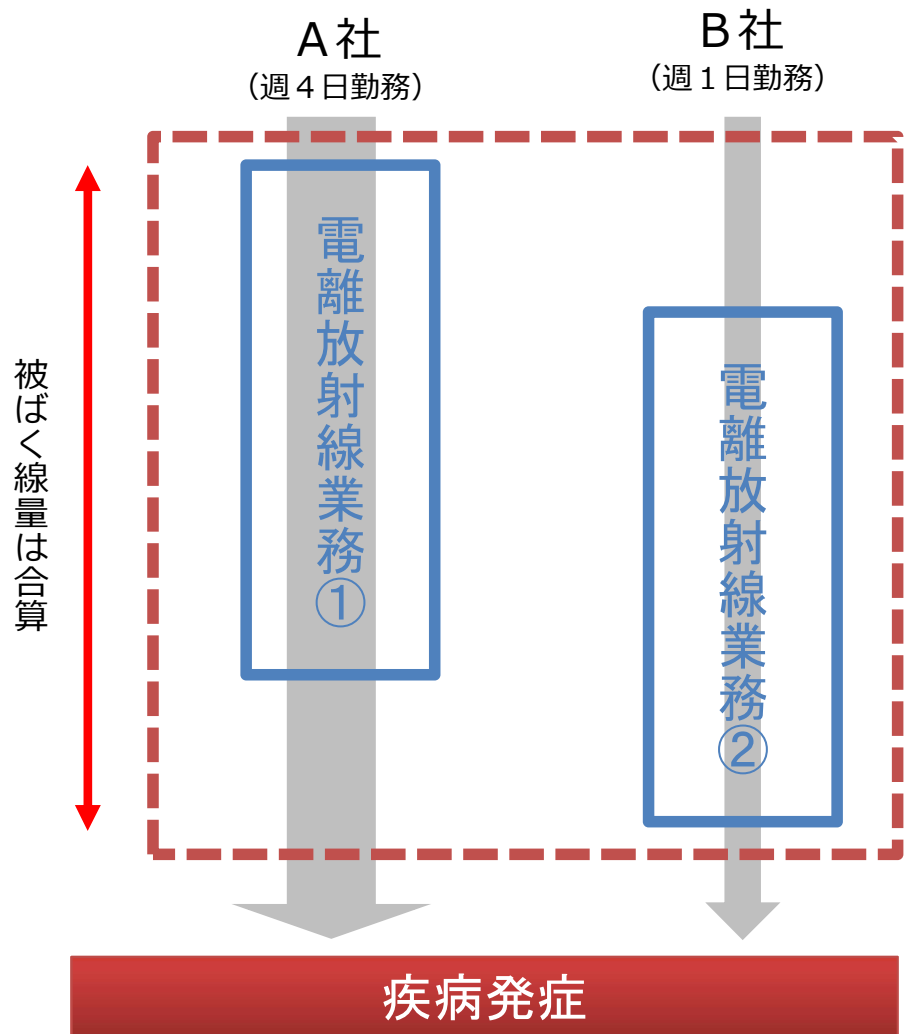 A社
（週４日勤務）
B社
（週１日勤務）
被ばく線量は合算
電離放射線業務①
電離放射線業務②
疾病発症